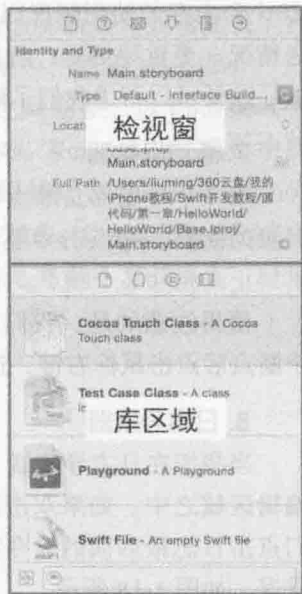 Identity and Type
Name Main.storyboard
Type Default - Interface Build...
Locat
检视窗
Main.storyboard
Full Path /Users/liuming/360云盘/我的
iPhone教程/Swift开发教程/源
代码/第一章/HelloWorld/
HelloWorld/Base.lproj/
Main.storyboard
Cocoa Touch Class - A Cocoa
Touch class
Test Case Class - A class
库区域
Playground - A Playground
Swift File - An empty Swift file